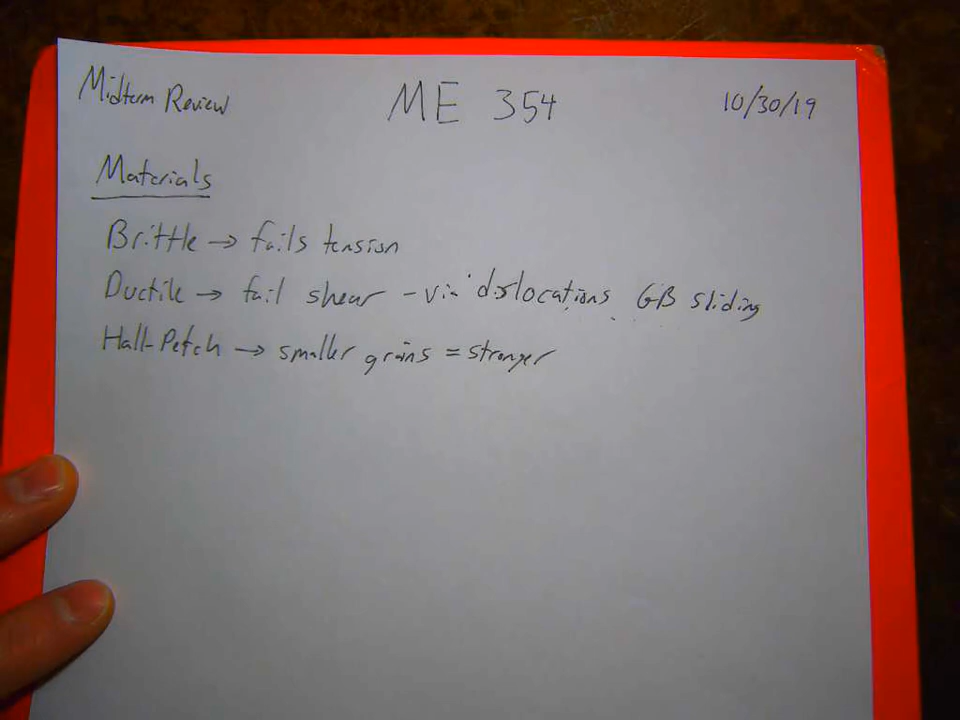 Midterm Review ME 354 10/30/19
Materials
Brittle → fails tension
Ductile → fail shear - via dislocations GB sliding
Hall-Petch → smaller grains = stronger